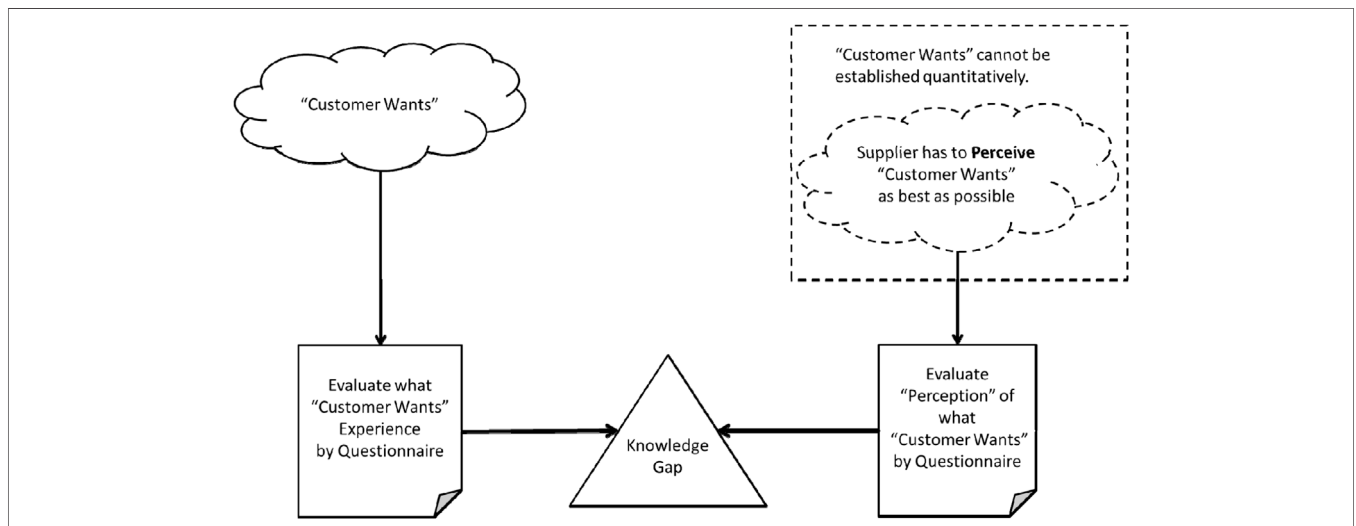 “Customer Wants”
“Customer Wants” cannot be
established quantitatively.
Supplier has to Perceive
“Customer Wants”
as best as possible
Evaluate what
“Customer Wants”
Experience
by Questionnaire
Knowledge
Gap
Evaluate
“Perception” of
what
“Customer Wants”
by Questionnaire